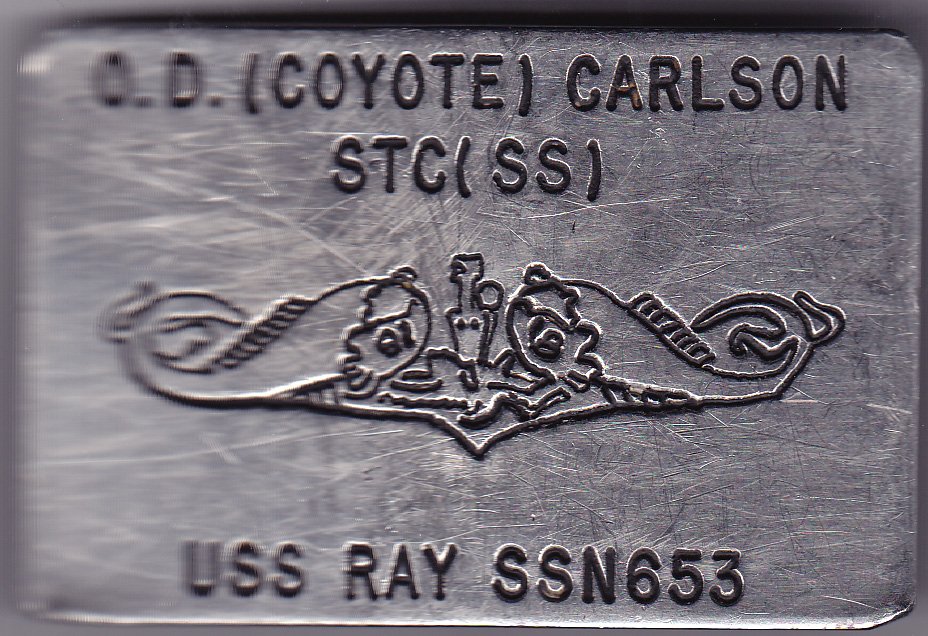 O.D. (COYOTE) CARLSON
STC(SS)
USS RAY SSN653